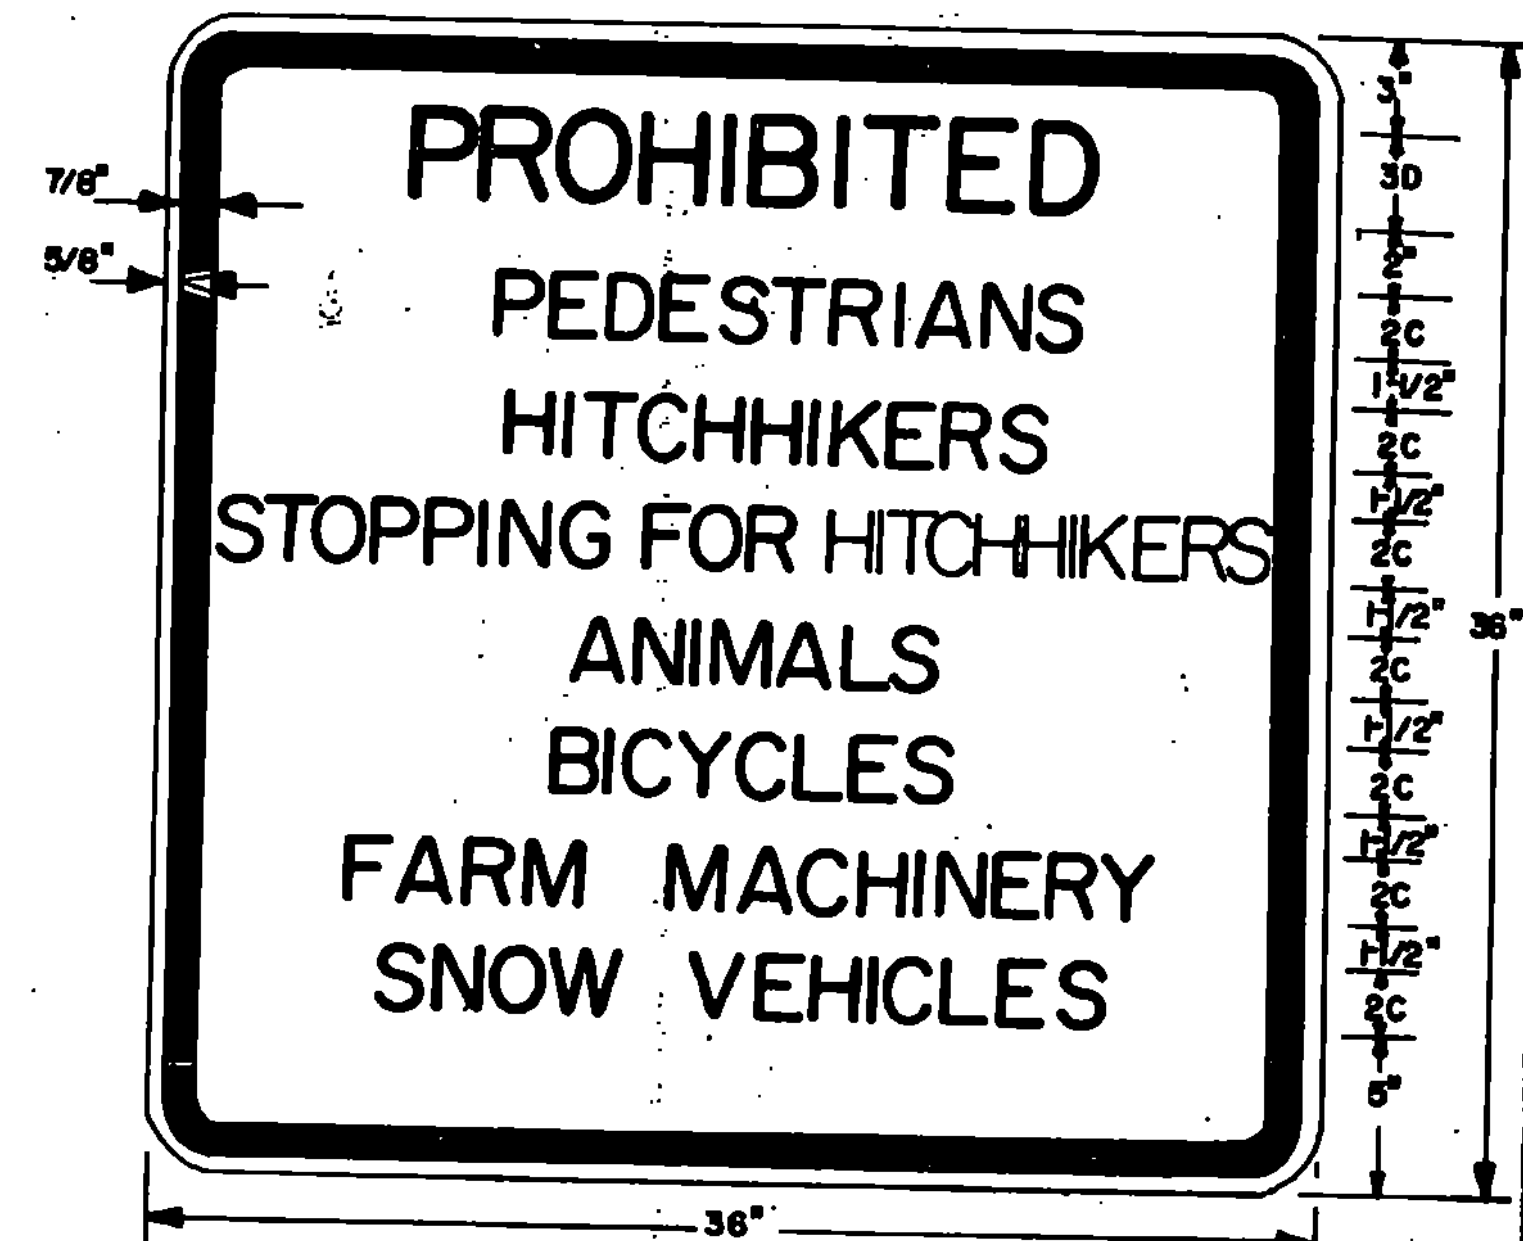 PROHIBITED
PEDESTRIANS
HITCHHIKERS
STOPPING FOR HITCHHIKERS
ANIMALS
BICYCLES
FARM MACHINERY
SNOW VEHICLES
7/8"
5/8"
3"
3D
2"
2C
1 1/2"
2C
1 1/2"
2C
1 1/2"
2C
1 1/2"
2C
1 1/2"
2C
1 1/2"
2C
5"
36"
36"